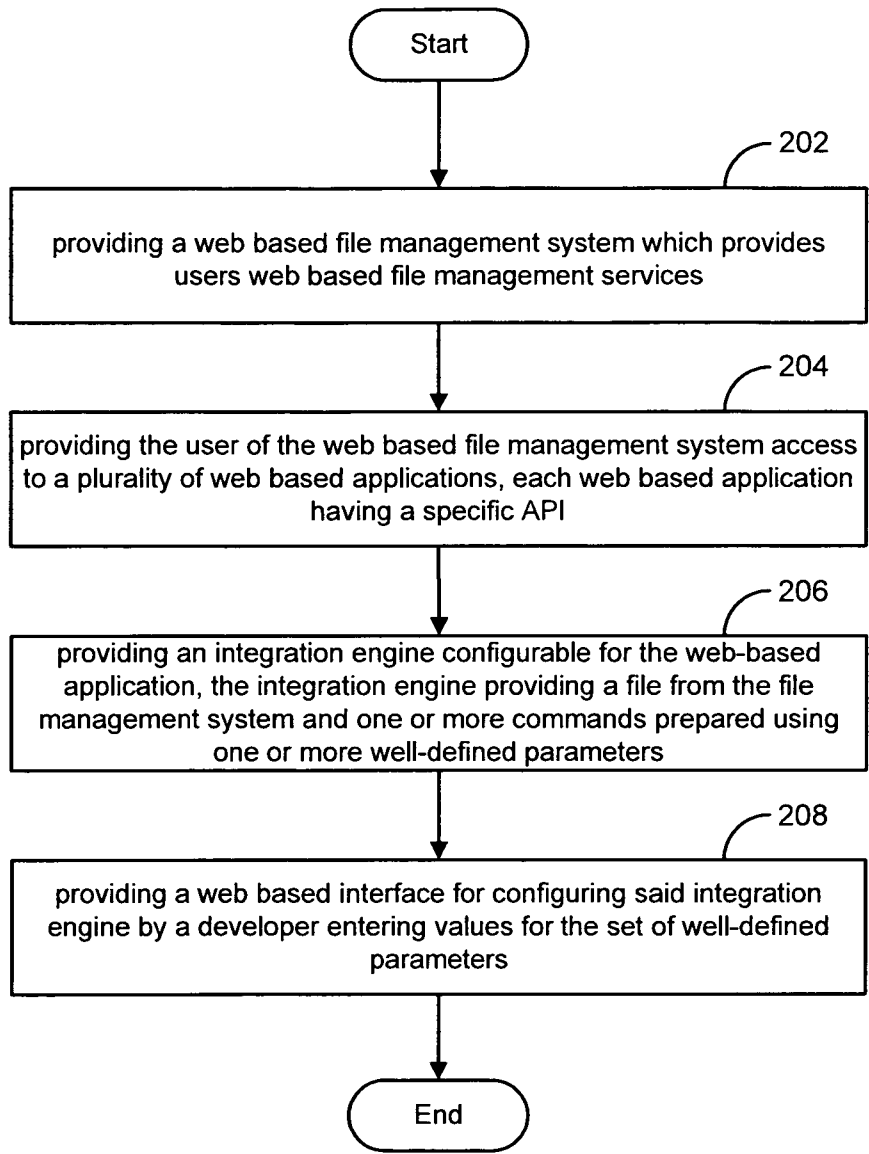 Start
202
providing a web based file management system which provides
users web based file management services
204
providing the user of the web based file management system access
to a plurality of web based applications, each web based application
having a specific API
206
providing an integration engine configurable for the web-based
application, the integration engine providing a file from the file
management system and one or more commands prepared using
one or more well-defined parameters
208
providing a web based interface for configuring said integration
engine by a developer entering values for the set of well-defined
parameters
End